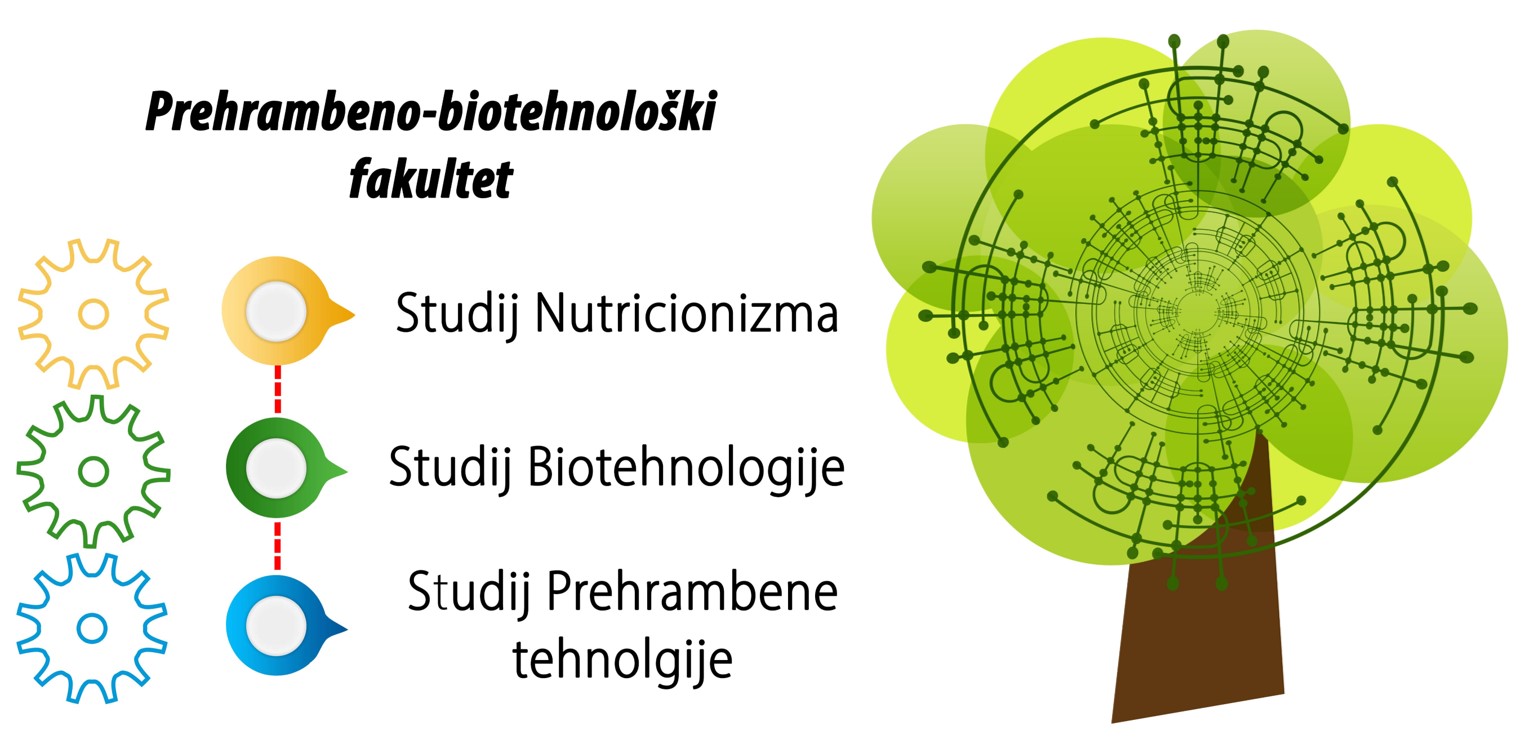 Prehrambeno-biotehnološki
fakultet
Studij Nutricionizma
Studij Biotehnologije
Studij Prehrambene
tehnolgije